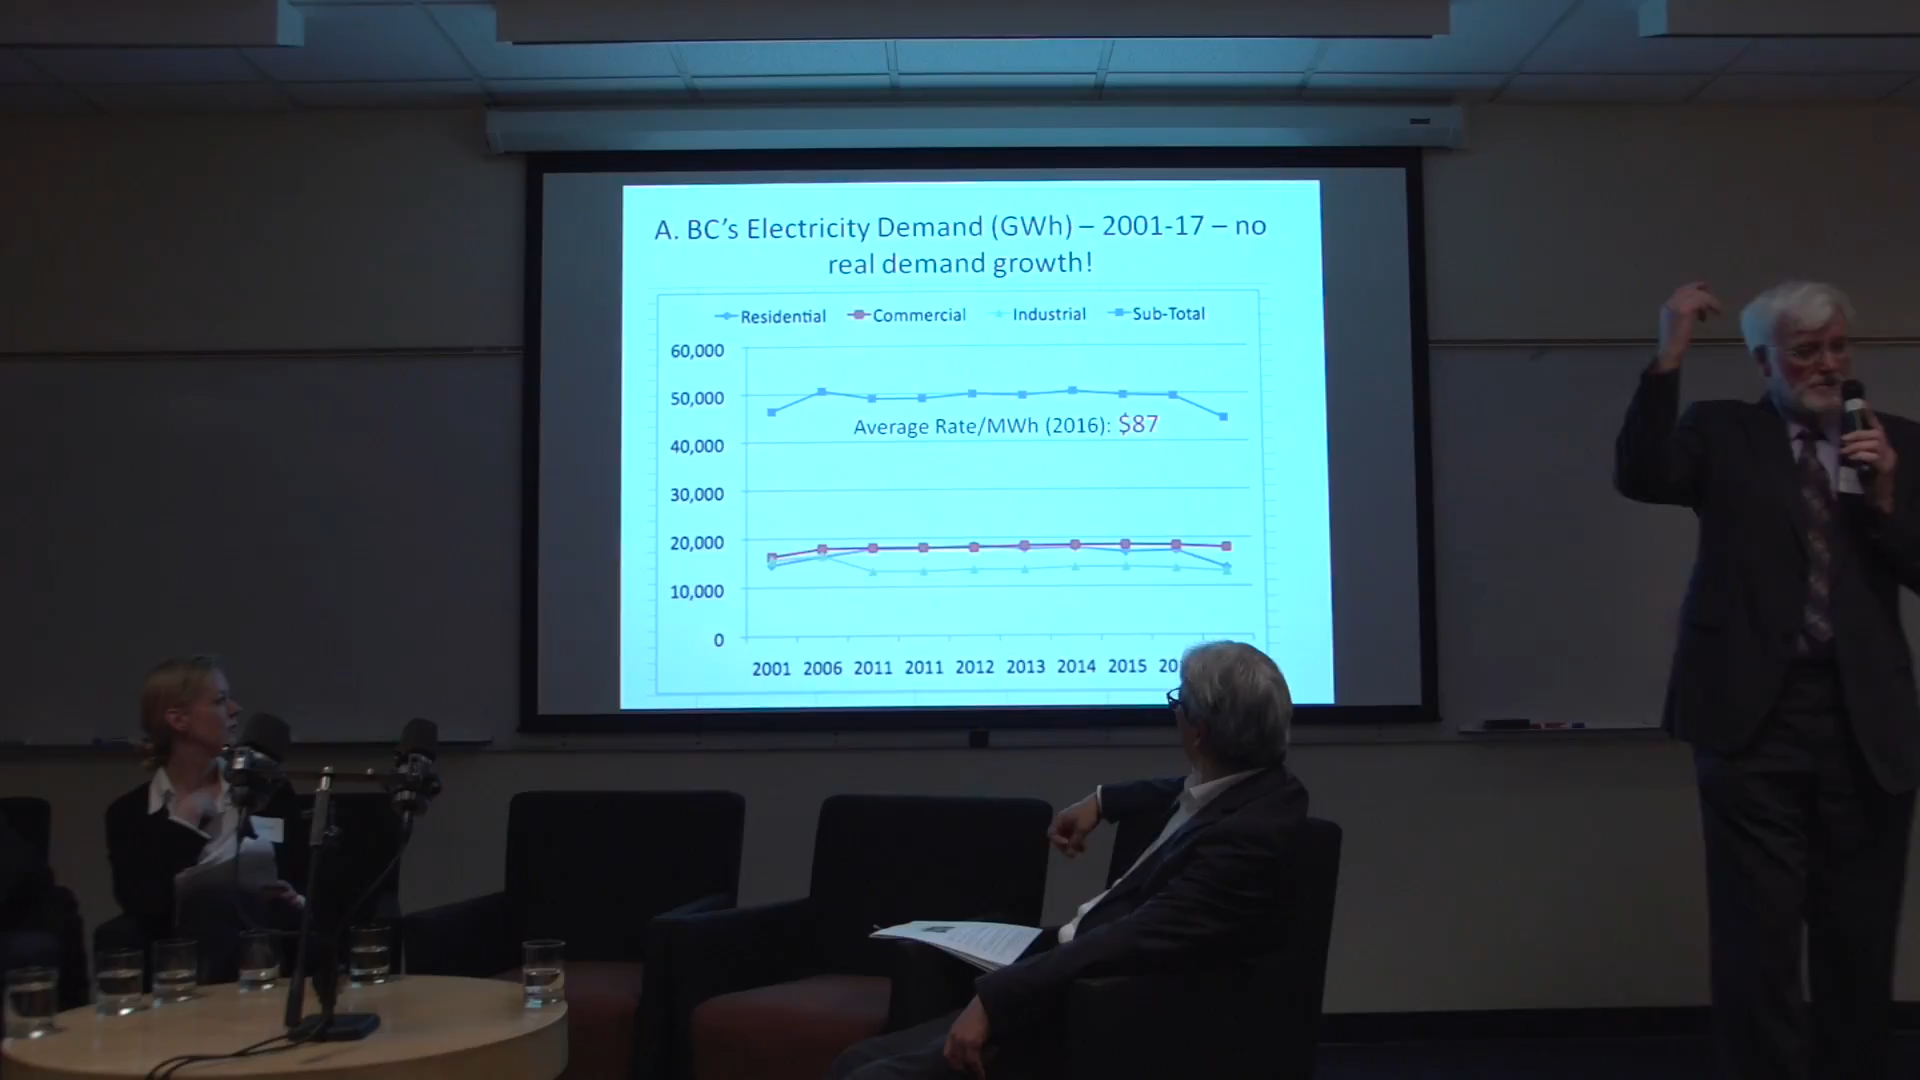 A. BC's Electricity Demand (GWh) – 2001-17 – no
real demand growth!
Residential Commercial Industrial Sub-Total
60,000
50,000
Average Rate/MWh (2016): $87
40,000
30,000
20,000
10,000
0
2001 2006 2011 2011 2012 2013 2014 2015